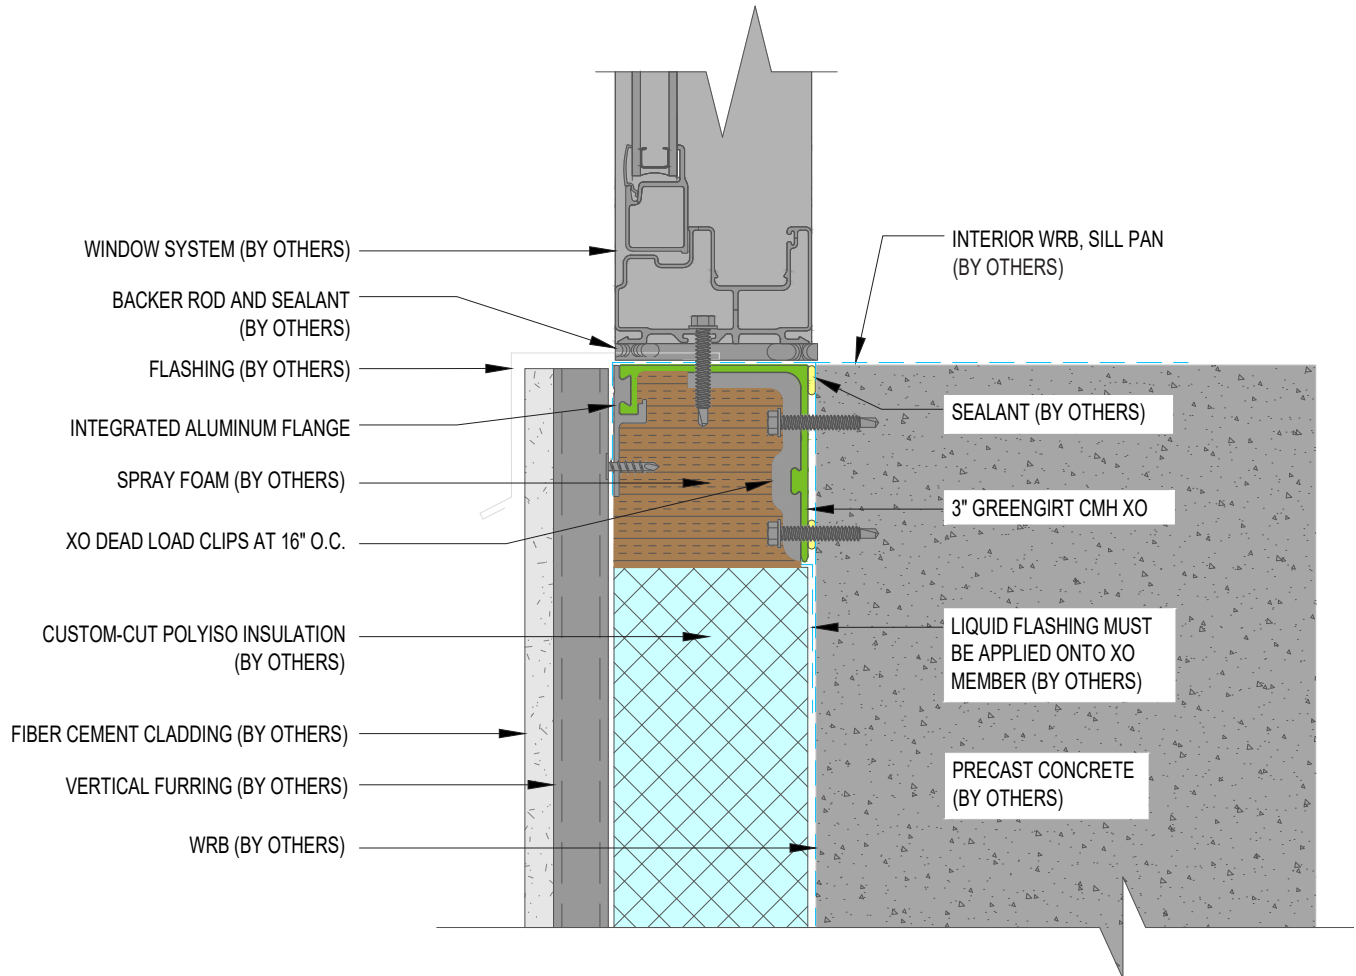 WINDOW SYSTEM (BY OTHERS)
BACKER ROD AND SEALANT
(BY OTHERS)
FLASHING (BY OTHERS)
INTEGRATED ALUMINUM FLANGE
SPRAY FOAM (BY OTHERS)
XO DEAD LOAD CLIPS AT 16" O.C.
CUSTOM-CUT POLYISO INSULATION
(BY OTHERS)
FIBER CEMENT CLADDING (BY OTHERS)
VERTICAL FURRING (BY OTHERS)
WRB (BY OTHERS)
INTERIOR WRB, SILL PAN
(BY OTHERS)
SEALANT (BY OTHERS)
3" GREENGIRT CMH XO
LIQUID FLASHING MUST
BE APPLIED ONTO XO
MEMBER (BY OTHERS)
PRECAST CONCRETE
(BY OTHERS)